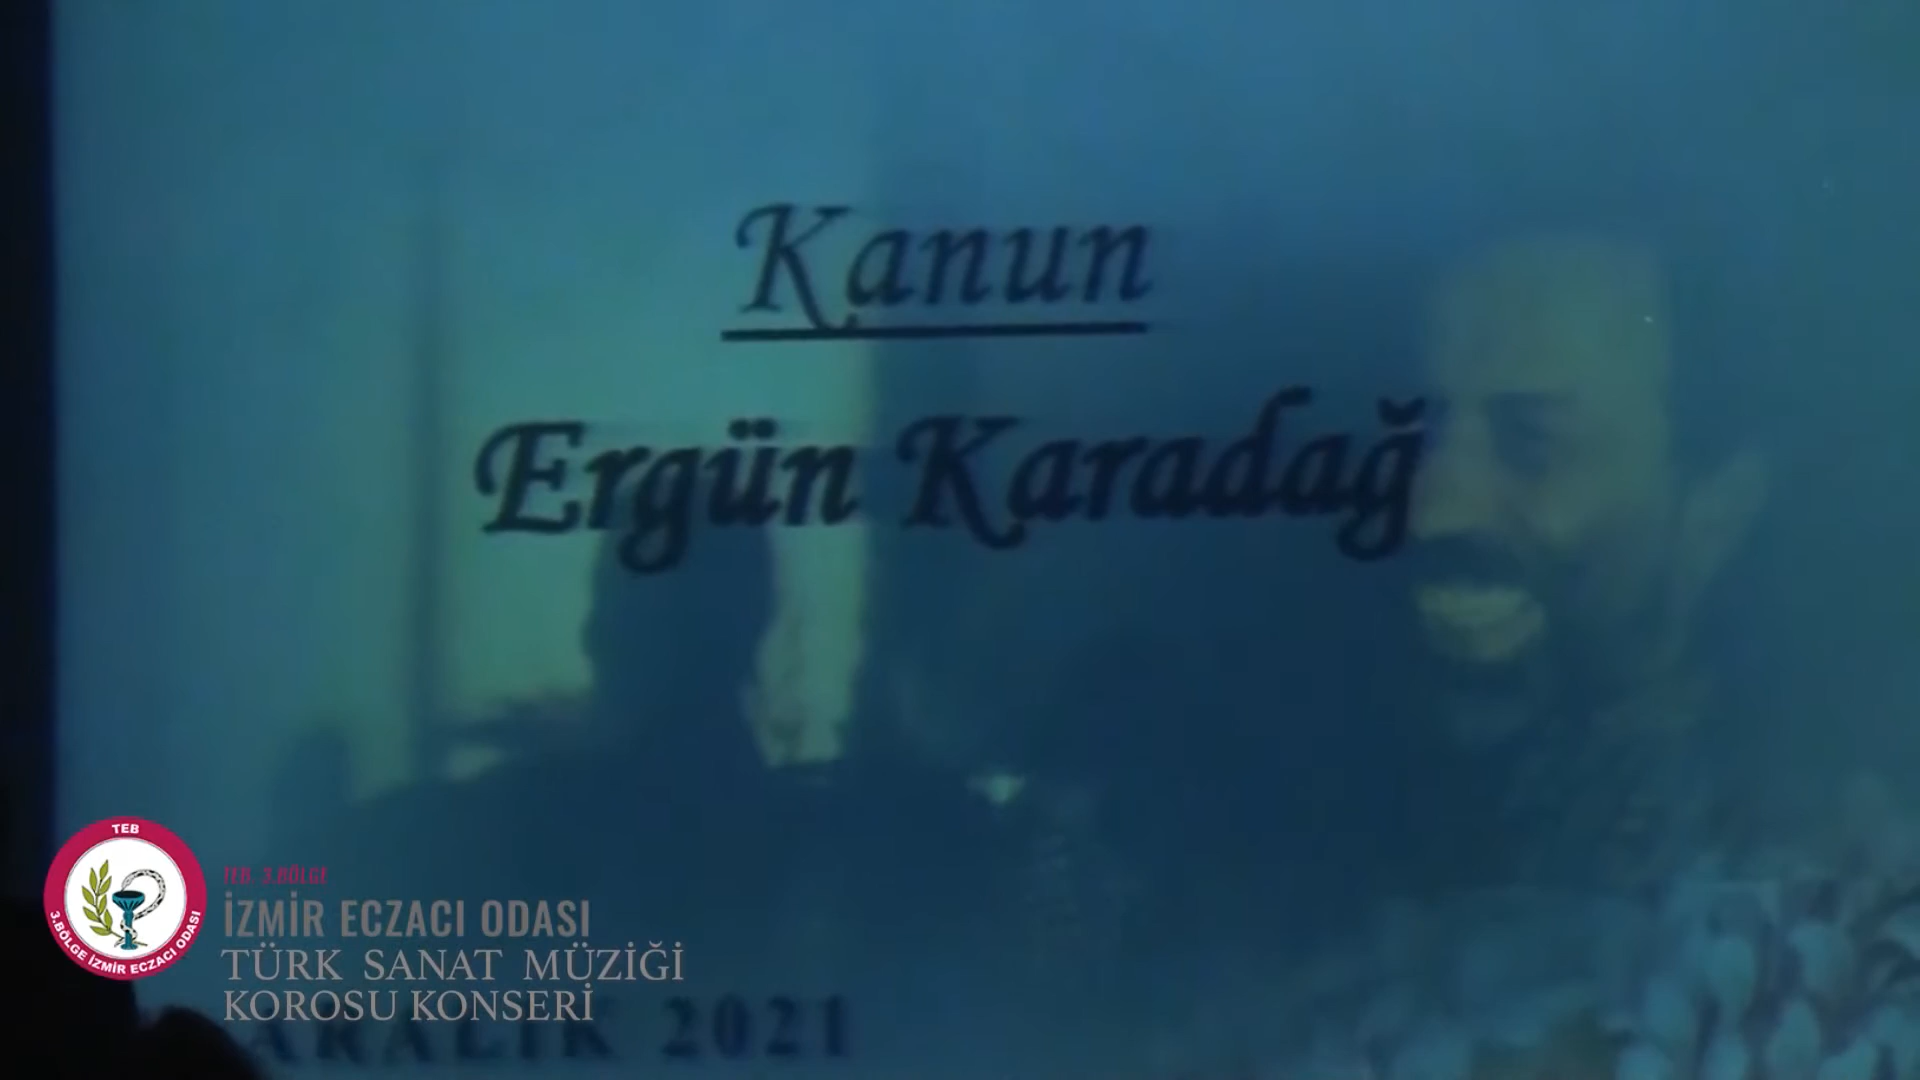 Kanun
Ergün Karadağ
TEB
3.BÖLGE İZMİR ECZACI ODASI
TEB. 3.BÖLGE
İZMİR ECZACI ODASI
TÜRK SANAT MÜZİĞİ
KOROSU KONSERİ
ARALIK 2021